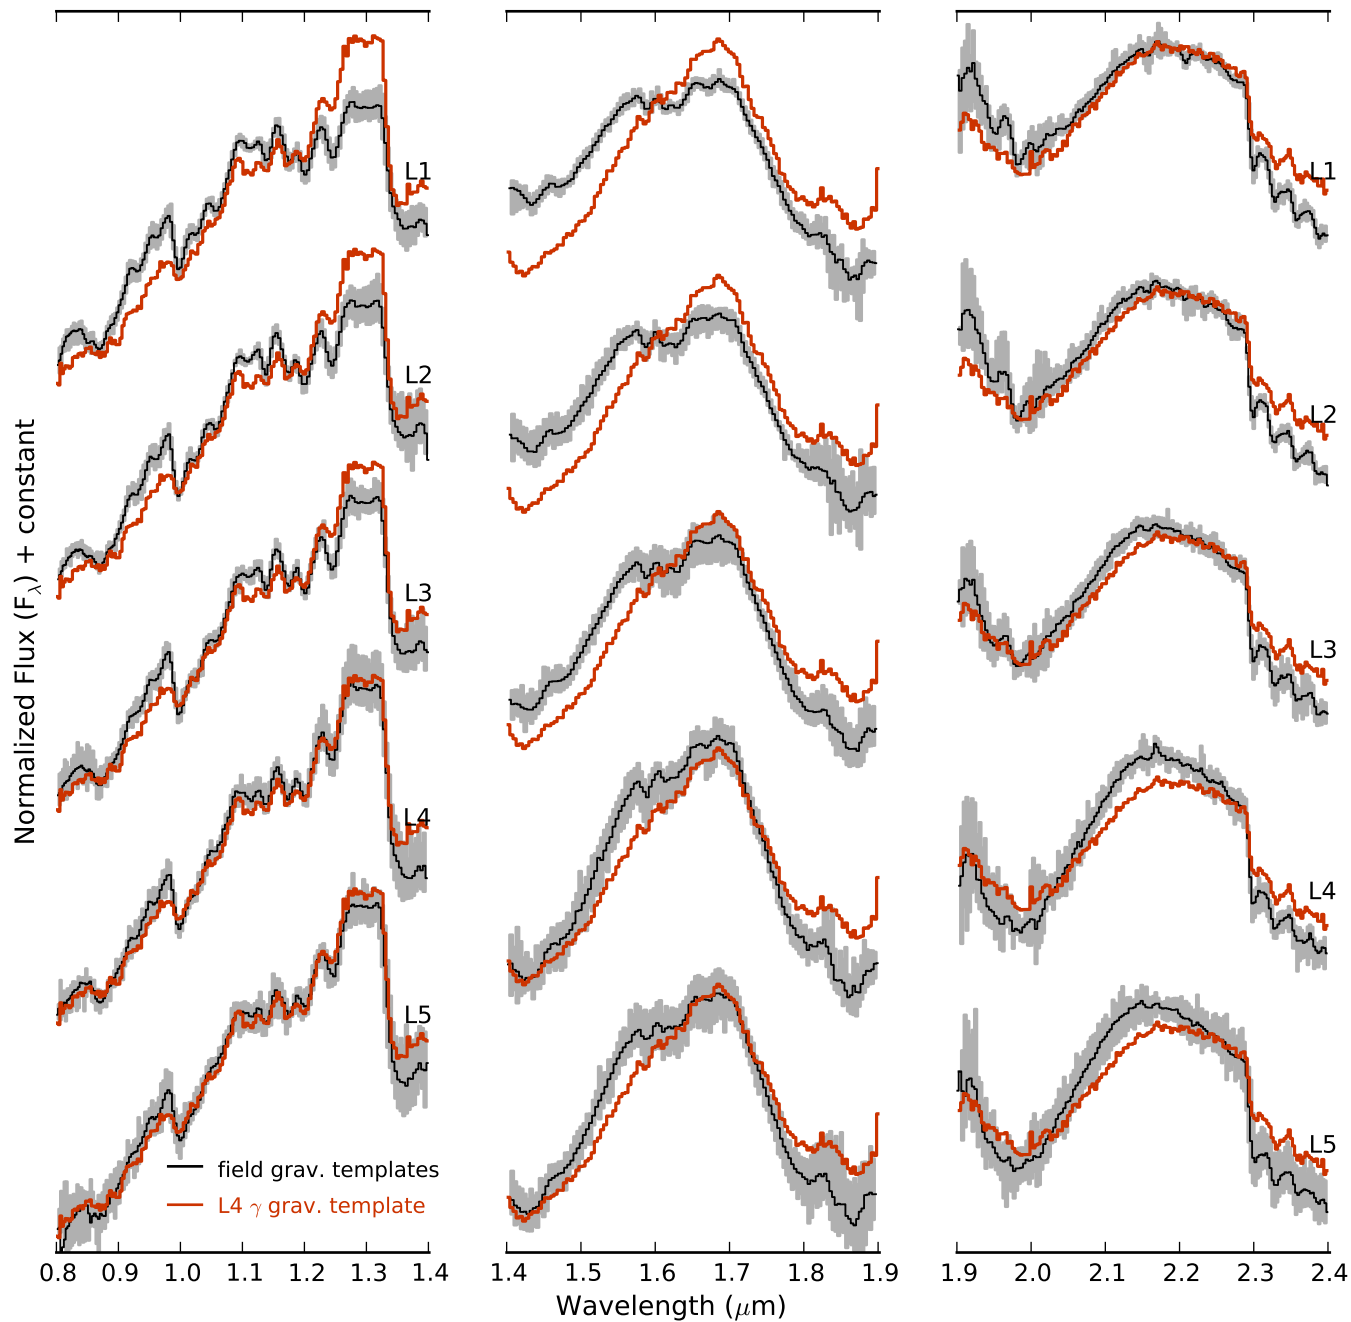 Normalized Flux (Fλ) + constant
L1
L1
L2
L2
L3
L3
L4
L4
L5
L5
field grav. templates
L4 γ grav. template
0.8 0.9 1.0 1.1 1.2 1.3 1.4
1.4 1.5 1.6 1.7 1.8 1.9
1.9 2.0 2.1 2.2 2.3 2.4
Wavelength (μm)